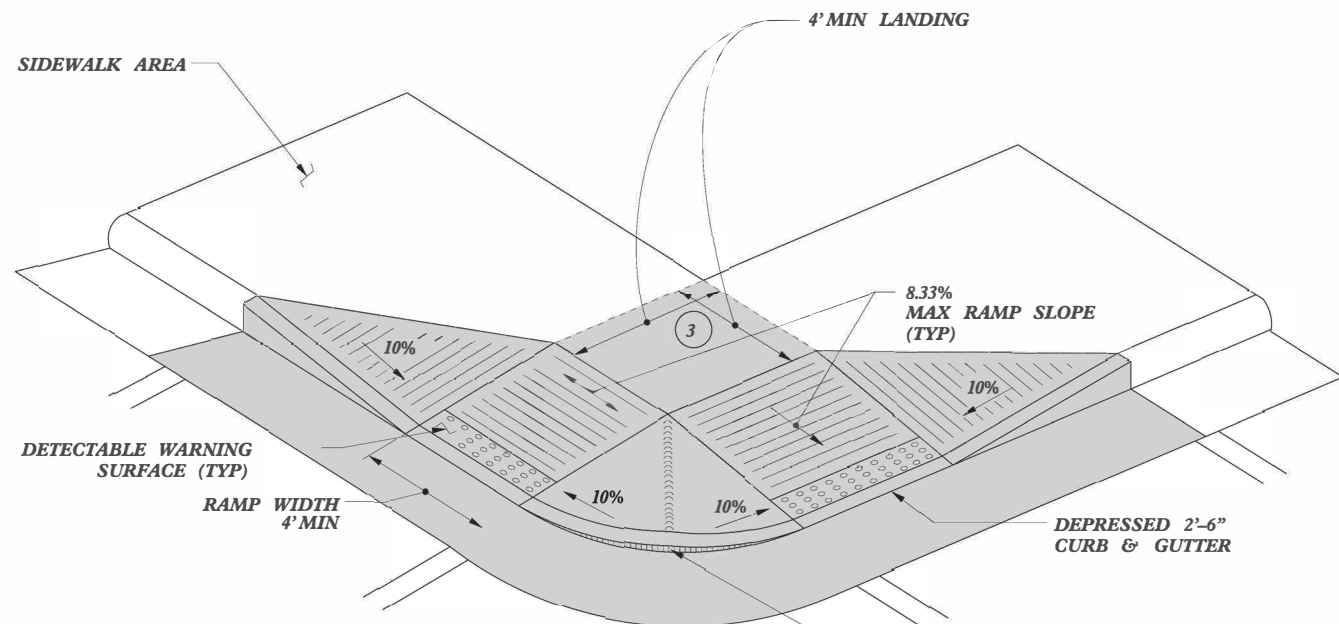 4' MIN LANDING
SIDEWALK AREA
8.33%
MAX RAMP SLOPE
(TYP)
3
10%
10%
DETECTABLE WARNING
SURFACE (TYP)
RAMP WIDTH
4' MIN
10%
10%
DEPRESSED 2'–6"
CURB & GUTTER